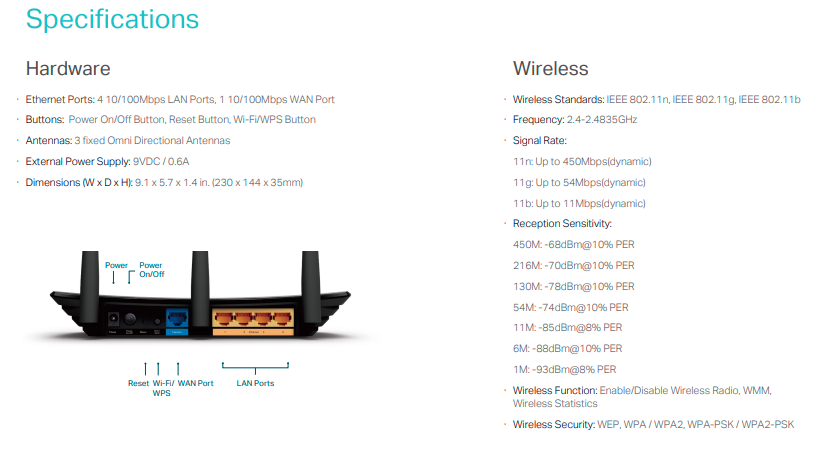 Specifications
Hardware
· Ethernet Ports: 4 10/100Mbps LAN Ports, 1 10/100Mbps WAN Port
· Buttons: Power On/Off Button, Reset Button, Wi-Fi/WPS Button
· Antennas: 3 fixed Omni Directional Antennas
· External Power Supply: 9VDC / 0.6A
· Dimensions (W x D x H): 9.1 x 5.7 x 1.4 in. (230 x 144 x 35mm)
Power
Power
On/Off
Reset
Wi-Fi/
WPS
WAN Port
LAN Ports
Wireless
· Wireless Standards: IEEE 802.11n, IEEE 802.11g, IEEE 802.11b
· Frequency: 2.4-2.4835GHz
· Signal Rate:
11n: Up to 450Mbps(dynamic)
11g: Up to 54Mbps(dynamic)
11b: Up to 11Mbps(dynamic)
· Reception Sensitivity:
450M: -68dBm@10% PER
216M: -70dBm@10% PER
130M: -78dBm@10% PER
54M: -74dBm@10% PER
11M: -85dBm@8% PER
6M: -88dBm@10% PER
1M: -93dBm@8% PER
· Wireless Function: Enable/Disable Wireless Radio, WMM,
Wireless Statistics
· Wireless Security: WEP, WPA / WPA2, WPA-PSK / WPA2-PSK